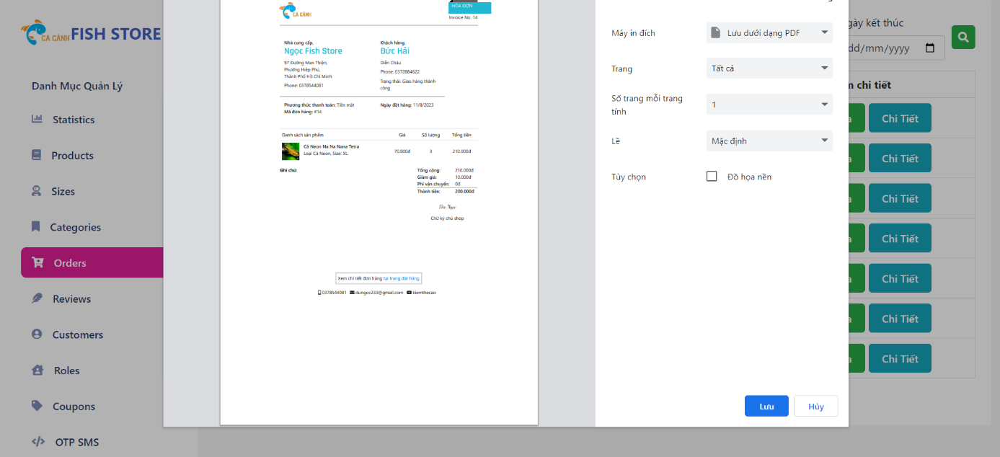 CÁ CẢNH FISH STORE
Danh Mục Quản Lý
Statistics
Products
Sizes
Categories
Orders
Reviews
Customers
Roles
Coupons
OTP SMS
CÁ CẢNH
HÓA ĐƠN
Invoice No. 14
Nhà cung cấp,
Ngọc Fish Store
97 Đường Man Thiện,
Phường Hiệp Phú,
Thành Phố Hồ Chí Minh
Phone: 0378544081
Khách hàng,
Đức Hải
Diễn Châu
Phone: 0372884622
Trạng thái: Giao hàng thành
công
Phương thức thanh toán: Tiền mặt
Mã đơn hàng: #14
Ngày đặt hàng: 11/8/2023
Danh sách sản phẩm Giá Số lượng Tổng tiền
Cá Neon Na Na Nana Tetra
Loại Cá Neon, Size: XL.
70.000đ 3 210.000đ
Ghi chú:
Tổng cộng: 210.000đ
Giảm giá: 10.000đ
Phí vận chuyển: 0đ
Thành tiền: 200.000đ
Chữ ký chủ shop
Xem chi tiết đơn hàng tại trang đặt hàng
0378544081 dungoc233@gmail.com kiemthecao
Máy in đích Lưu dưới dạng PDF
Trang Tất cả
Số trang mỗi trang
tính
1
Lề Mặc định
Tùy chọn Đồ họa nền
Lưu Hủy
gày kết thúc
dd/mm/yyyy
chi tiết
Chi Tiết
Chi Tiết
Chi Tiết
Chi Tiết
Chi Tiết
Chi Tiết
Chi Tiết